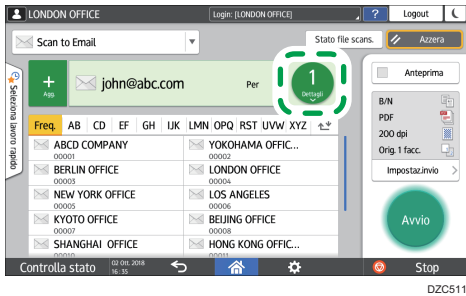 LONDON OFFICE
Login: [LONDON OFFICE]
?
Logout
Scan to Email
Stato file scans.
Azzera
Seleziona lavoro rapido
Agg.
john@abc.com
Per
1
Dettagli
Anteprima
B/N
PDF
200 dpi
Orig. 1 facc.
Impostaz.invio
Freq. AB CD EF GH IJK LMN OPQ RST UVW XYZ
ABCD COMPANY
00001
YOKOHAMA OFFIC...
00002
BERLIN OFFICE
00003
LONDON OFFICE
00004
NEW YORK OFFICE
00005
LOS ANGELES
00006
KYOTO OFFICE
00007
BEIJING OFFICE
00008
SHANGHAI OFFICE
HONG KONG OFFIC...
Avvio
Controlla stato
02 Ott. 2018
16:35
Stop
DZC511